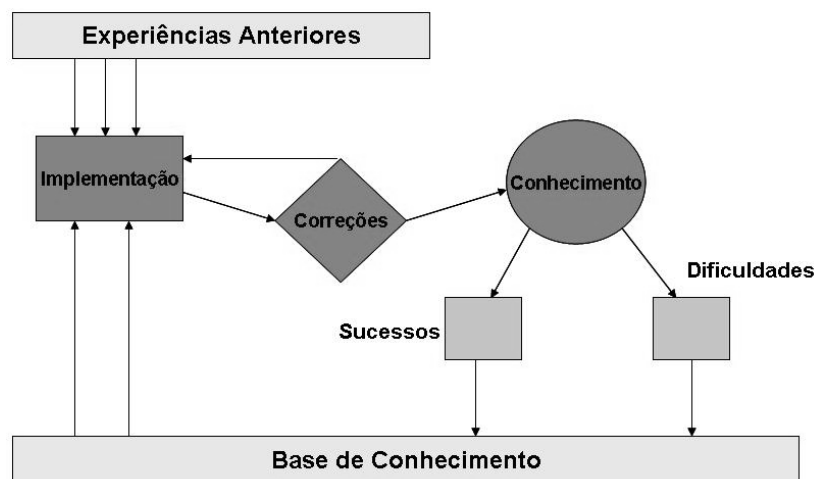 Experiências Anteriores
Implementação
Correções
Conhecimento
Dificuldades
Sucessos
Base de Conhecimento